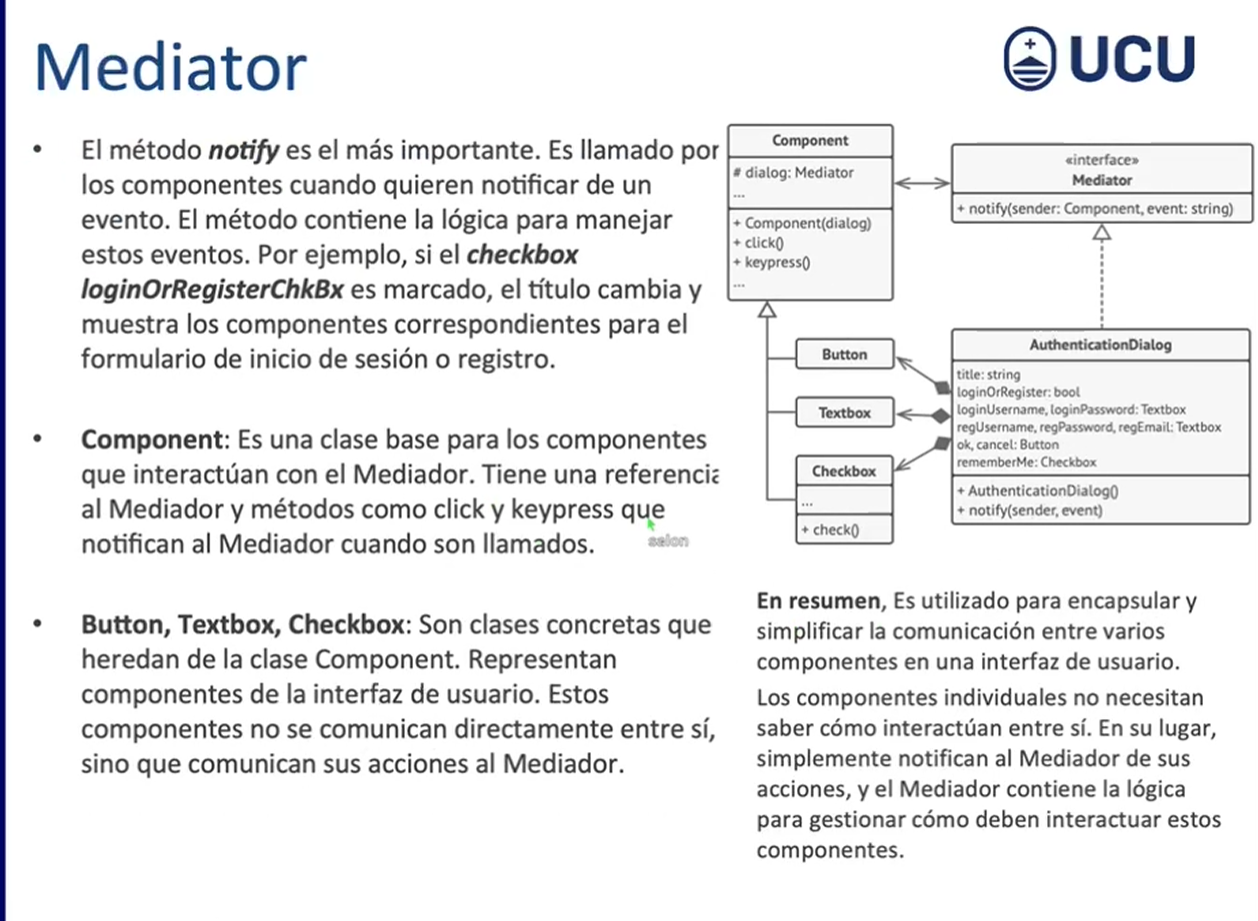 Mediator
UCU
• El método notify es el más importante. Es llamado por
los componentes cuando quieren notificar de un
evento. El método contiene la lógica para manejar
estos eventos. Por ejemplo, si el checkbox
loginOrRegisterChkBx es marcado, el título cambia y
muestra los componentes correspondientes para el
formulario de inicio de sesión o registro.
• Component: Es una clase base para los componentes
que interactúan con el Mediador. Tiene una referencia
al Mediador y métodos como click y keypress que
notifican al Mediador cuando son llamados.
salon
• Button, Textbox, Checkbox: Son clases concretas que
heredan de la clase Component. Representan
componentes de la interfaz de usuario. Estos
componentes no se comunican directamente entre sí,
sino que comunican sus acciones al Mediador.
Component
# dialog: Mediator
...
+ Component(dialog)
+ click()
+ keypress()
...
«interface»
Mediator
+ notify(sender: Component, event: string)
Button
Textbox
Checkbox
...
+ check()
AuthenticationDialog
title: string
loginOrRegister: bool
loginUsername, loginPassword: Textbox
regUsername, regPassword, regEmail: Textbox
ok, cancel: Button
rememberMe: Checkbox
+ AuthenticationDialog()
+ notify(sender, event)
En resumen, Es utilizado para encapsular y
simplificar la comunicación entre varios
componentes en una interfaz de usuario.
Los componentes individuales no necesitan
saber cómo interactúan entre sí. En su lugar,
simplemente notifican al Mediador de sus
acciones, y el Mediador contiene la lógica
para gestionar cómo deben interactuar estos
componentes.